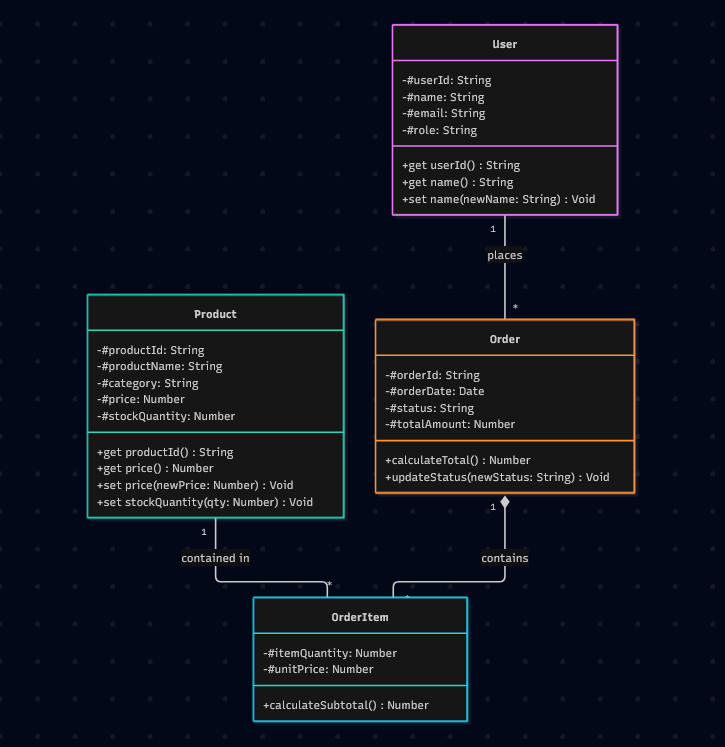 User
-#userId: String
-#name: String
-#email: String
-#role: String
+get userId() : String
+get name() : String
+set name(newName: String) : Void
1
places
*
Product
-#productId: String
-#productName: String
-#category: String
-#price: Number
-#stockQuantity: Number
+get productId() : String
+get price() : Number
+set price(newPrice: Number) : Void
+set stockQuantity(qty: Number) : Void
Order
-#orderId: String
-#orderDate: Date
-#status: String
-#totalAmount: Number
+calculateTotal() : Number
+updateStatus(newStatus: String) : Void
1
contained in
*
1
contains
*
OrderItem
-#itemQuantity: Number
-#unitPrice: Number
+calculateSubtotal() : Number